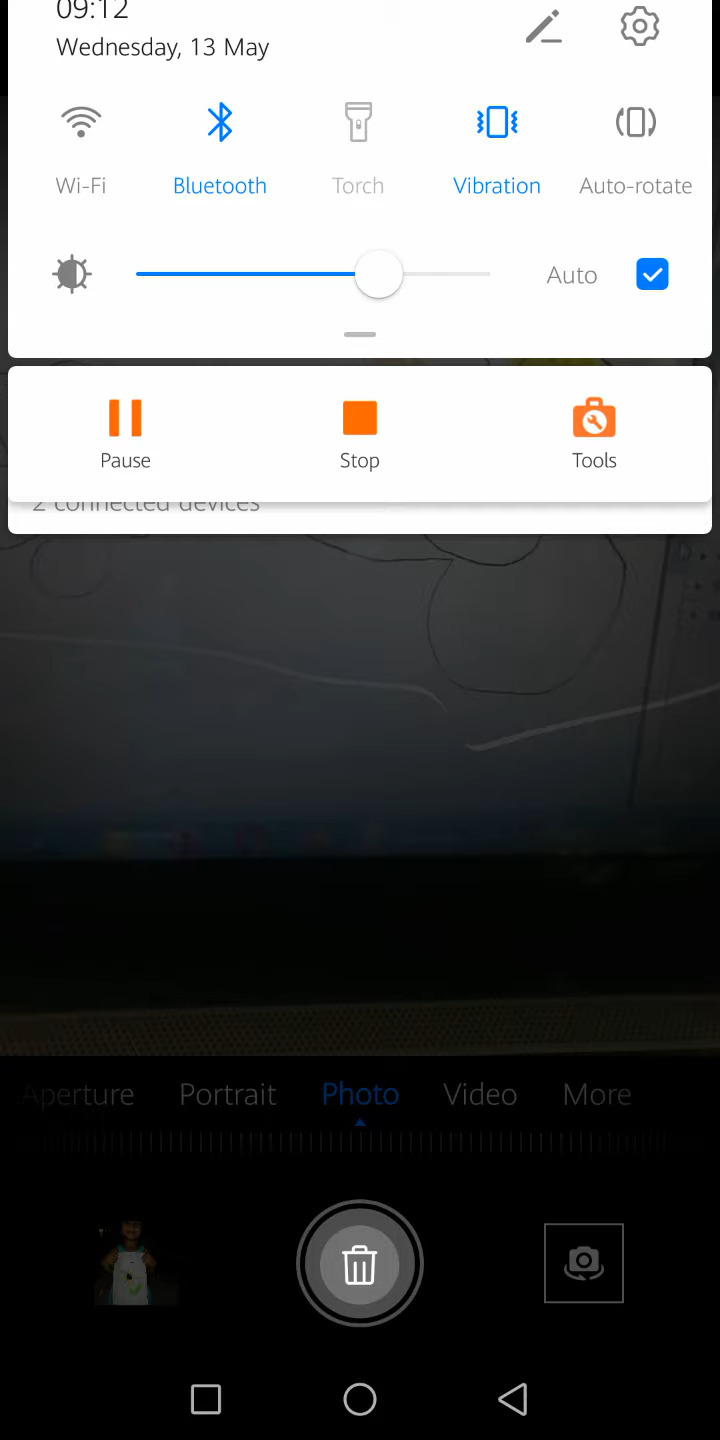 09:12
Wednesday, 13 May
Wi-Fi Bluetooth Torch Vibration Auto-rotate
Auto
Pause Stop Tools
2 connected devices
Aperture Portrait Photo Video More